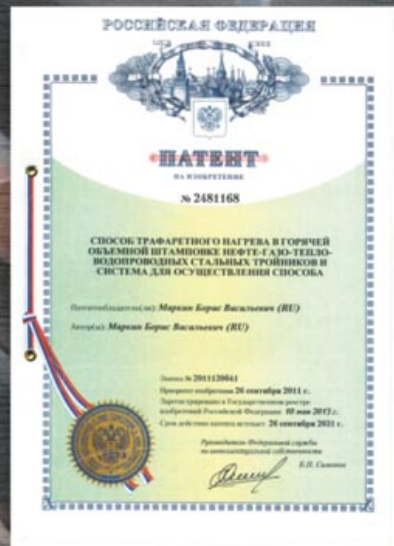 РОССИЙСКАЯ ФЕДЕРАЦИЯ
ПАТЕНТ
НА ИЗОБРЕТЕНИЕ
№ 2481168
СПОСОБ ТРАФАРЕТНОГО НАГРЕВА В ГОРЯЧЕЙ
ОБЪЕМНОЙ ШТАМПОВКЕ НЕФТЕ-ГАЗО-ТЕПЛО-
ВОДОПРОВОДНЫХ СТАЛЬНЫХ ТРОЙНИКОВ И
СИСТЕМА ДЛЯ ОСУЩЕСТВЛЕНИЯ СПОСОБА
Патентообладатель(ли): Маркин Борис Васильевич (RU)
Автор(ы): Маркин Борис Васильевич (RU)
Заявка №
Приоритет изобретения 26 сентября 2011 г.
Зарегистрировано в Государственном реестре
изобретений Российской Федерации 10 мая 2013 г.
Срок действия патента истекает 26 сентября 2031 г.
Руководитель Федеральной службы
по интеллектуальной собственности
Б.П. Симонов